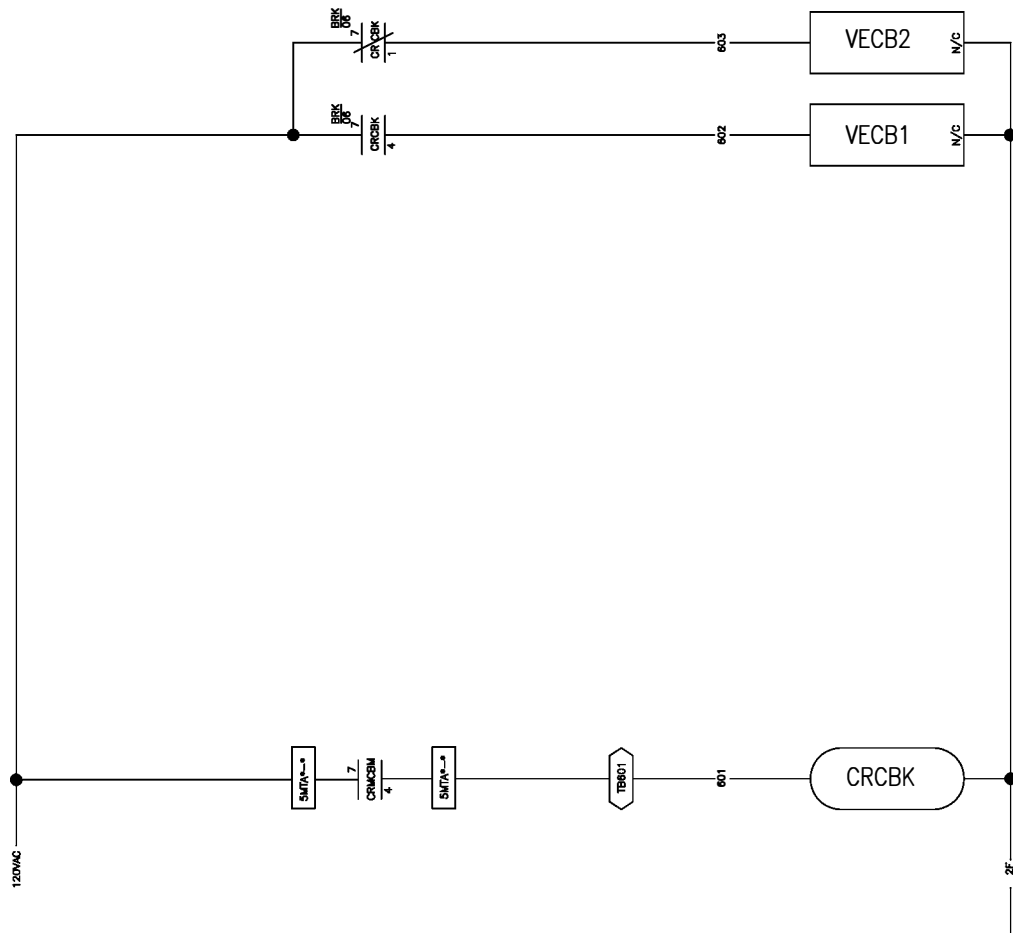 BRK
06
7
CRCBK
1
603
VECB2
N/C
BRK
06
7
CRCBK
4
602
VECB1
N/C
5MTA*-*
7
CRMCBM
4
5MTA*-*
TB601
601
CRCBK
120VAC
2F